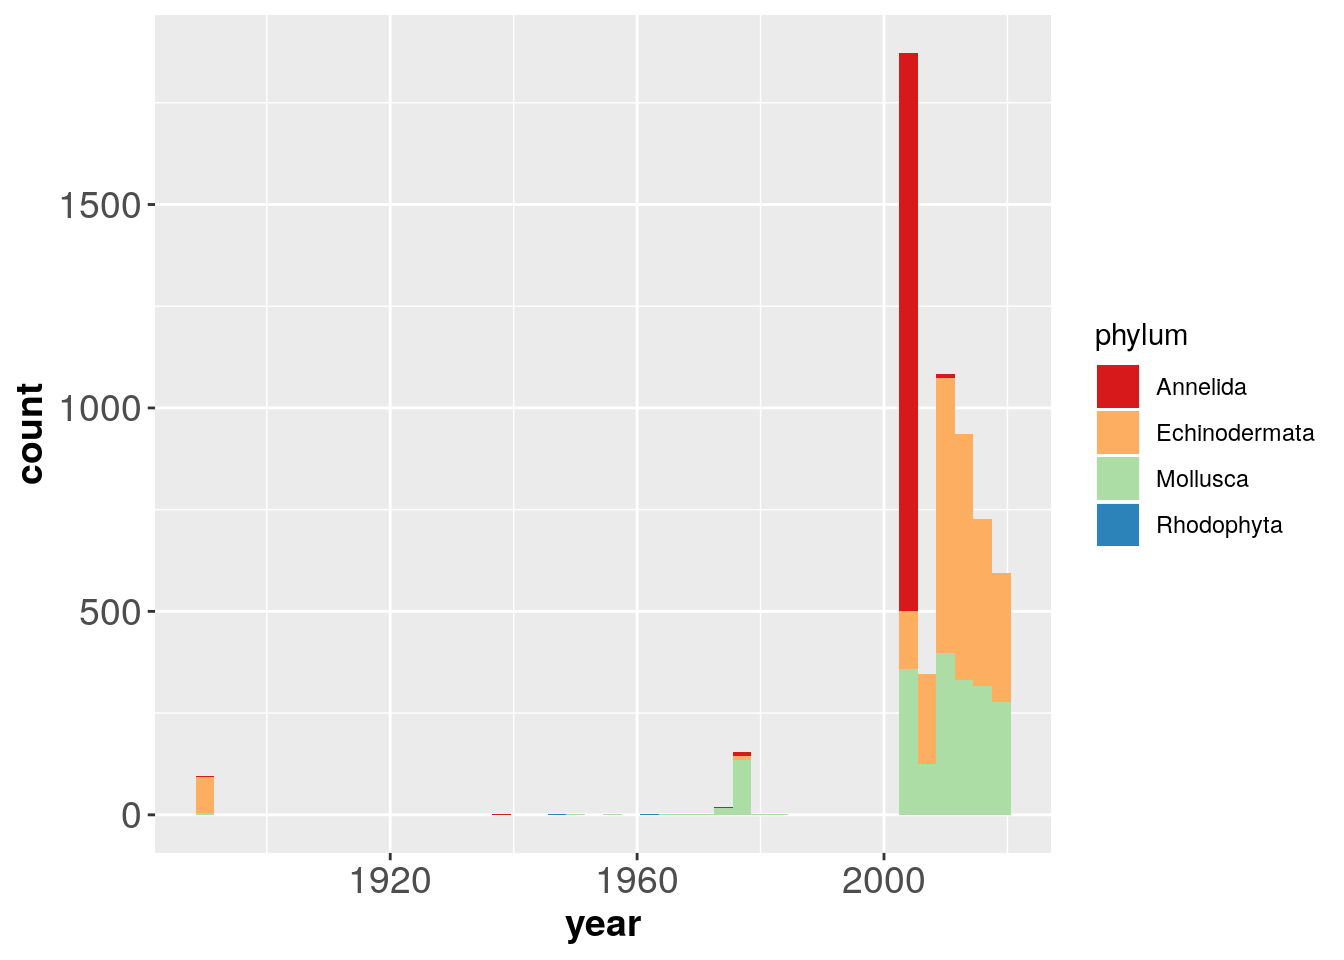 1500
1000
500
0
count
1920 1960 2000
year
phylum
Annelida
Echinodermata
Mollusca
Rhodophyta